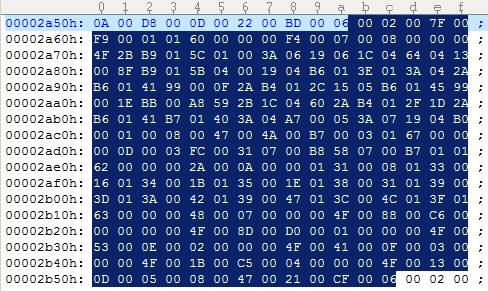 0 1 2 3 4 5 6 7 8 9 a b c d e f
00002a50h: 0A 00 D8 00 0D 00 22 00 BD 00 06 00 02 00 7F 00 ;
00002a60h: F9 00 01 01 60 00 00 00 F4 00 07 00 08 00 00 00 ;
00002a70h: 4F 2B B9 01 5C 01 00 3A 06 19 06 1C 04 64 04 13 ;
00002a80h: 00 8F B9 01 5B 04 00 19 04 B6 01 3E 01 3A 04 2A ;
00002a90h: B6 01 41 99 00 0F 2A B4 01 2C 15 05 B6 01 45 99 ;
00002aa0h: 00 1E BB 00 A8 59 2B 1C 04 60 2A B4 01 2F 1D 2A ;
00002ab0h: B6 01 41 B7 01 40 3A 04 A7 00 05 3A 07 19 04 B0 ;
00002ac0h: 00 01 00 08 00 47 00 4A 00 B7 00 03 01 67 00 00 ;
00002ad0h: 00 0D 00 03 FC 00 31 07 00 B8 58 07 00 B7 01 01 ;
00002ae0h: 62 00 00 00 2A 00 0A 00 00 01 31 00 08 01 33 00 ;
00002af0h: 16 01 34 00 1B 01 35 00 1E 01 38 00 31 01 39 00 ;
00002b00h: 3D 01 3A 00 42 01 39 00 47 01 3C 00 4C 01 3F 01 ;
00002b10h: 63 00 00 00 48 00 07 00 00 00 4F 00 88 00 C6 00 ;
00002b20h: 00 00 00 00 4F 00 8D 00 D0 00 01 00 00 00 4F 00 ;
00002b30h: 53 00 0E 00 02 00 00 00 4F 00 41 00 0F 00 03 00 ;
00002b40h: 00 00 4F 00 1B 00 C5 00 04 00 00 00 4F 00 13 00 ;
00002b50h: 0D 00 05 00 08 00 47 00 21 00 CF 00 06 00 02 00 ;